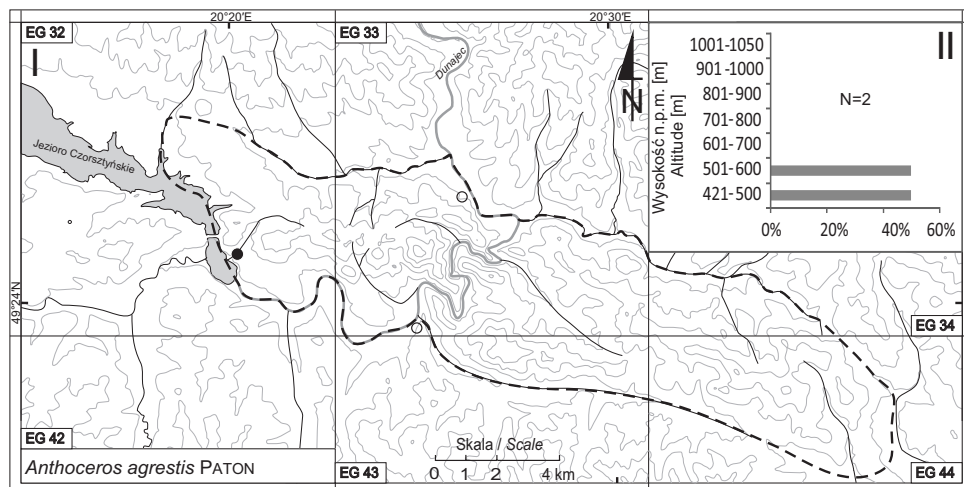 20°20'E
20°30'E
EG 32
EG 33
I
II
Dunajec
N
Jezioro Czorsztyńskie
49°24'N
Wysokość n.p.m. [m]
Altitude [m]
1001-1050
901-1000
801-900
701-800
601-700
501-600
421-500
N=2
0%
20%
40%
60%
EG 34
EG 42
EG 43
EG 44
Skala / Scale
0 1 2 4 km
Anthoceros agrestis PATON